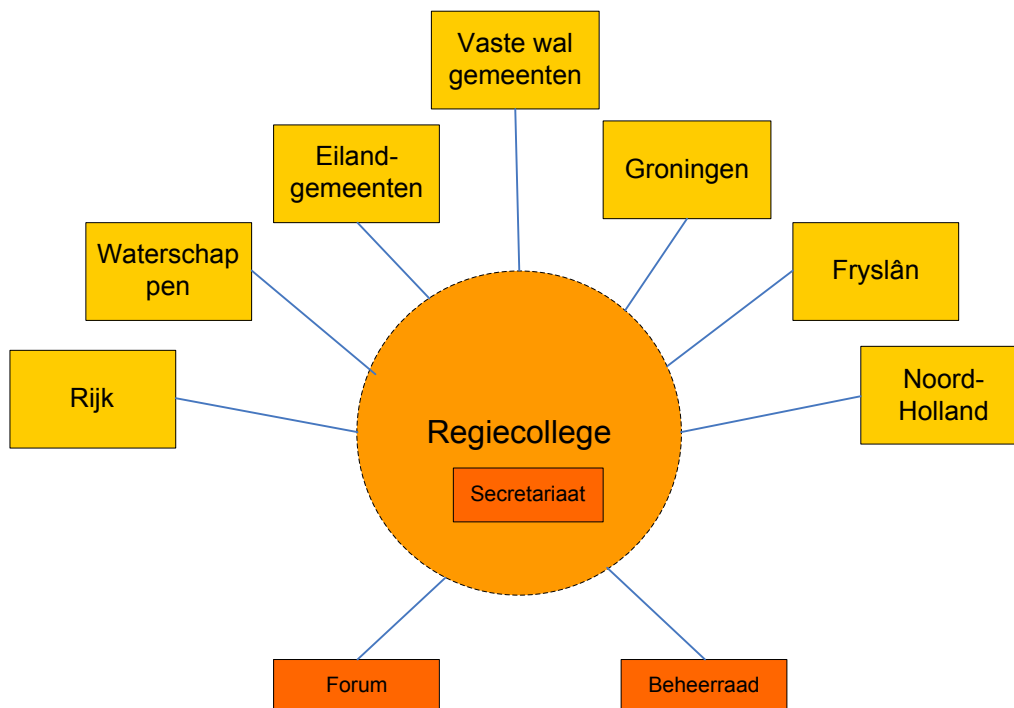 Vaste wal
gemeenten
Eiland-
gemeenten
Groningen
Waterschap
pen
Fryslân
Rijk
Noord-
Holland
Regiecollege
Secretariaat
Forum
Beheerraad